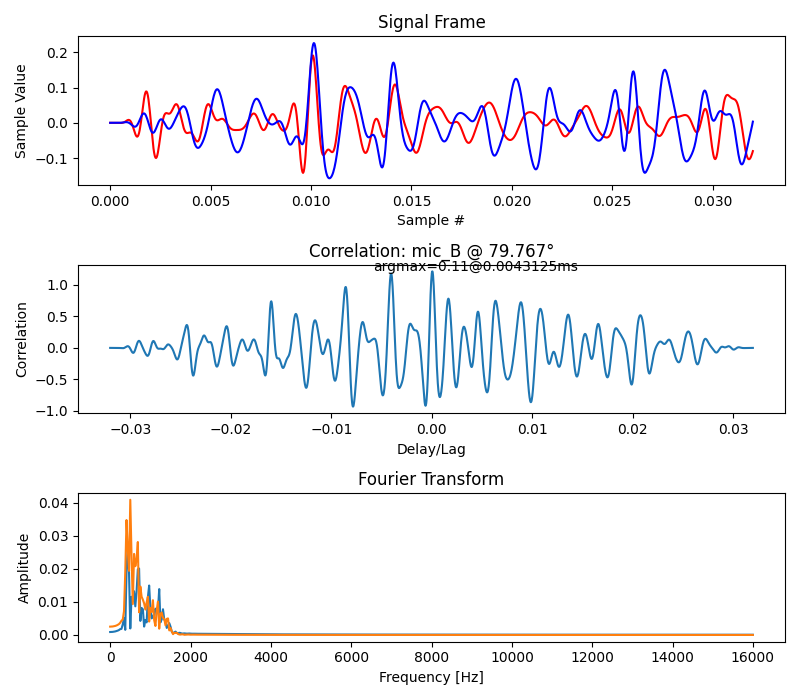 Signal Frame
Sample Value
0.2
0.1
0.0
−0.1
0.000 0.005 0.010 0.015 0.020 0.025 0.030
Sample #
Correlation: mic_B @ 79.767°
argmax=0.11@0.0043125ms
Correlation
1.0
0.5
0.0
−0.5
−1.0
−0.03 −0.02 −0.01 0.00 0.01 0.02 0.03
Delay/Lag
Fourier Transform
Amplitude
0.04
0.03
0.02
0.01
0.00
0 2000 4000 6000 8000 10000 12000 14000 16000
Frequency [Hz]